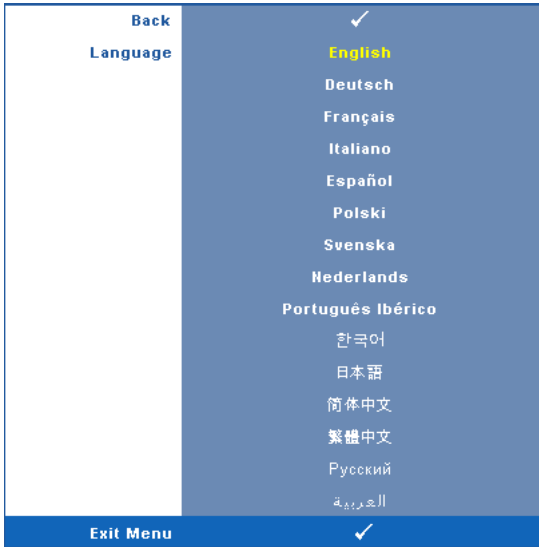 Back
Language English
Deutsch
Français
Italiano
Español
Polski
Svenska
Nederlands
Português Ibérico
한국어
日本語
简体中文
繁體中文
Русский
العربية
Exit Menu